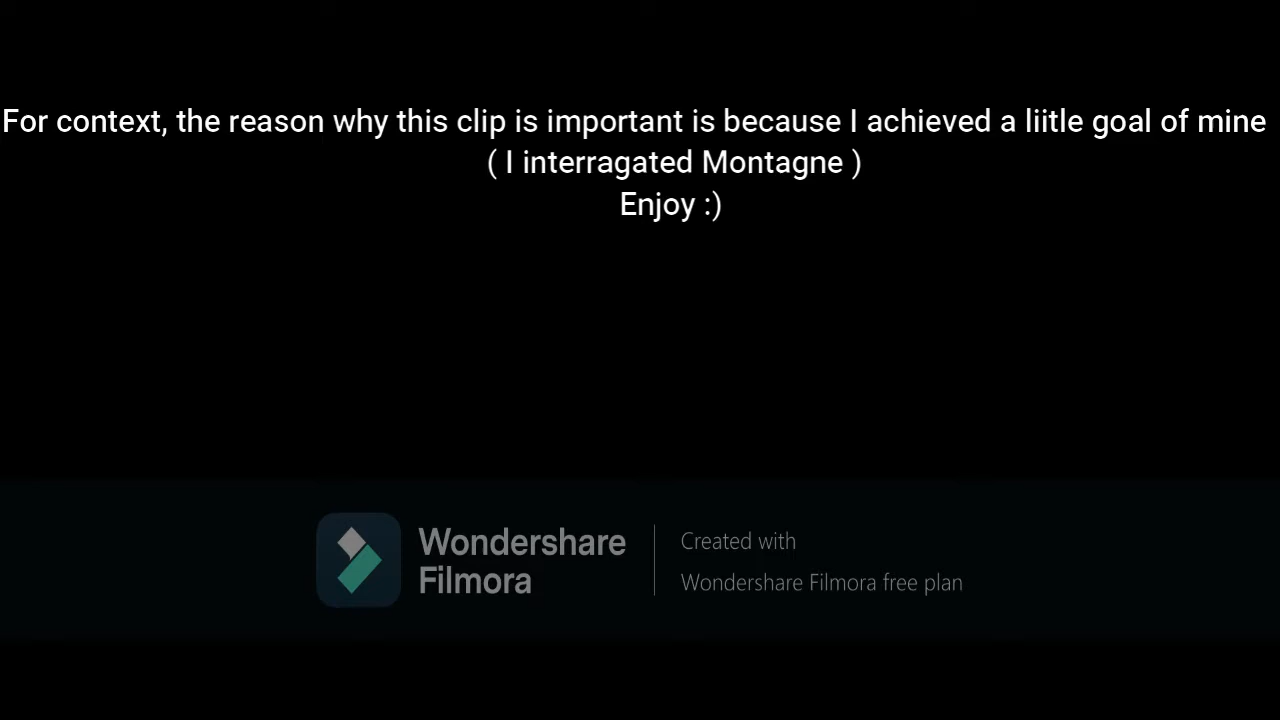 For context, the reason why this clip is important is because I achieved a liitle goal of mine
( I interragated Montagne )
Enjoy :)
Wondershare
Filmora
Created with
Wondershare Filmora free plan